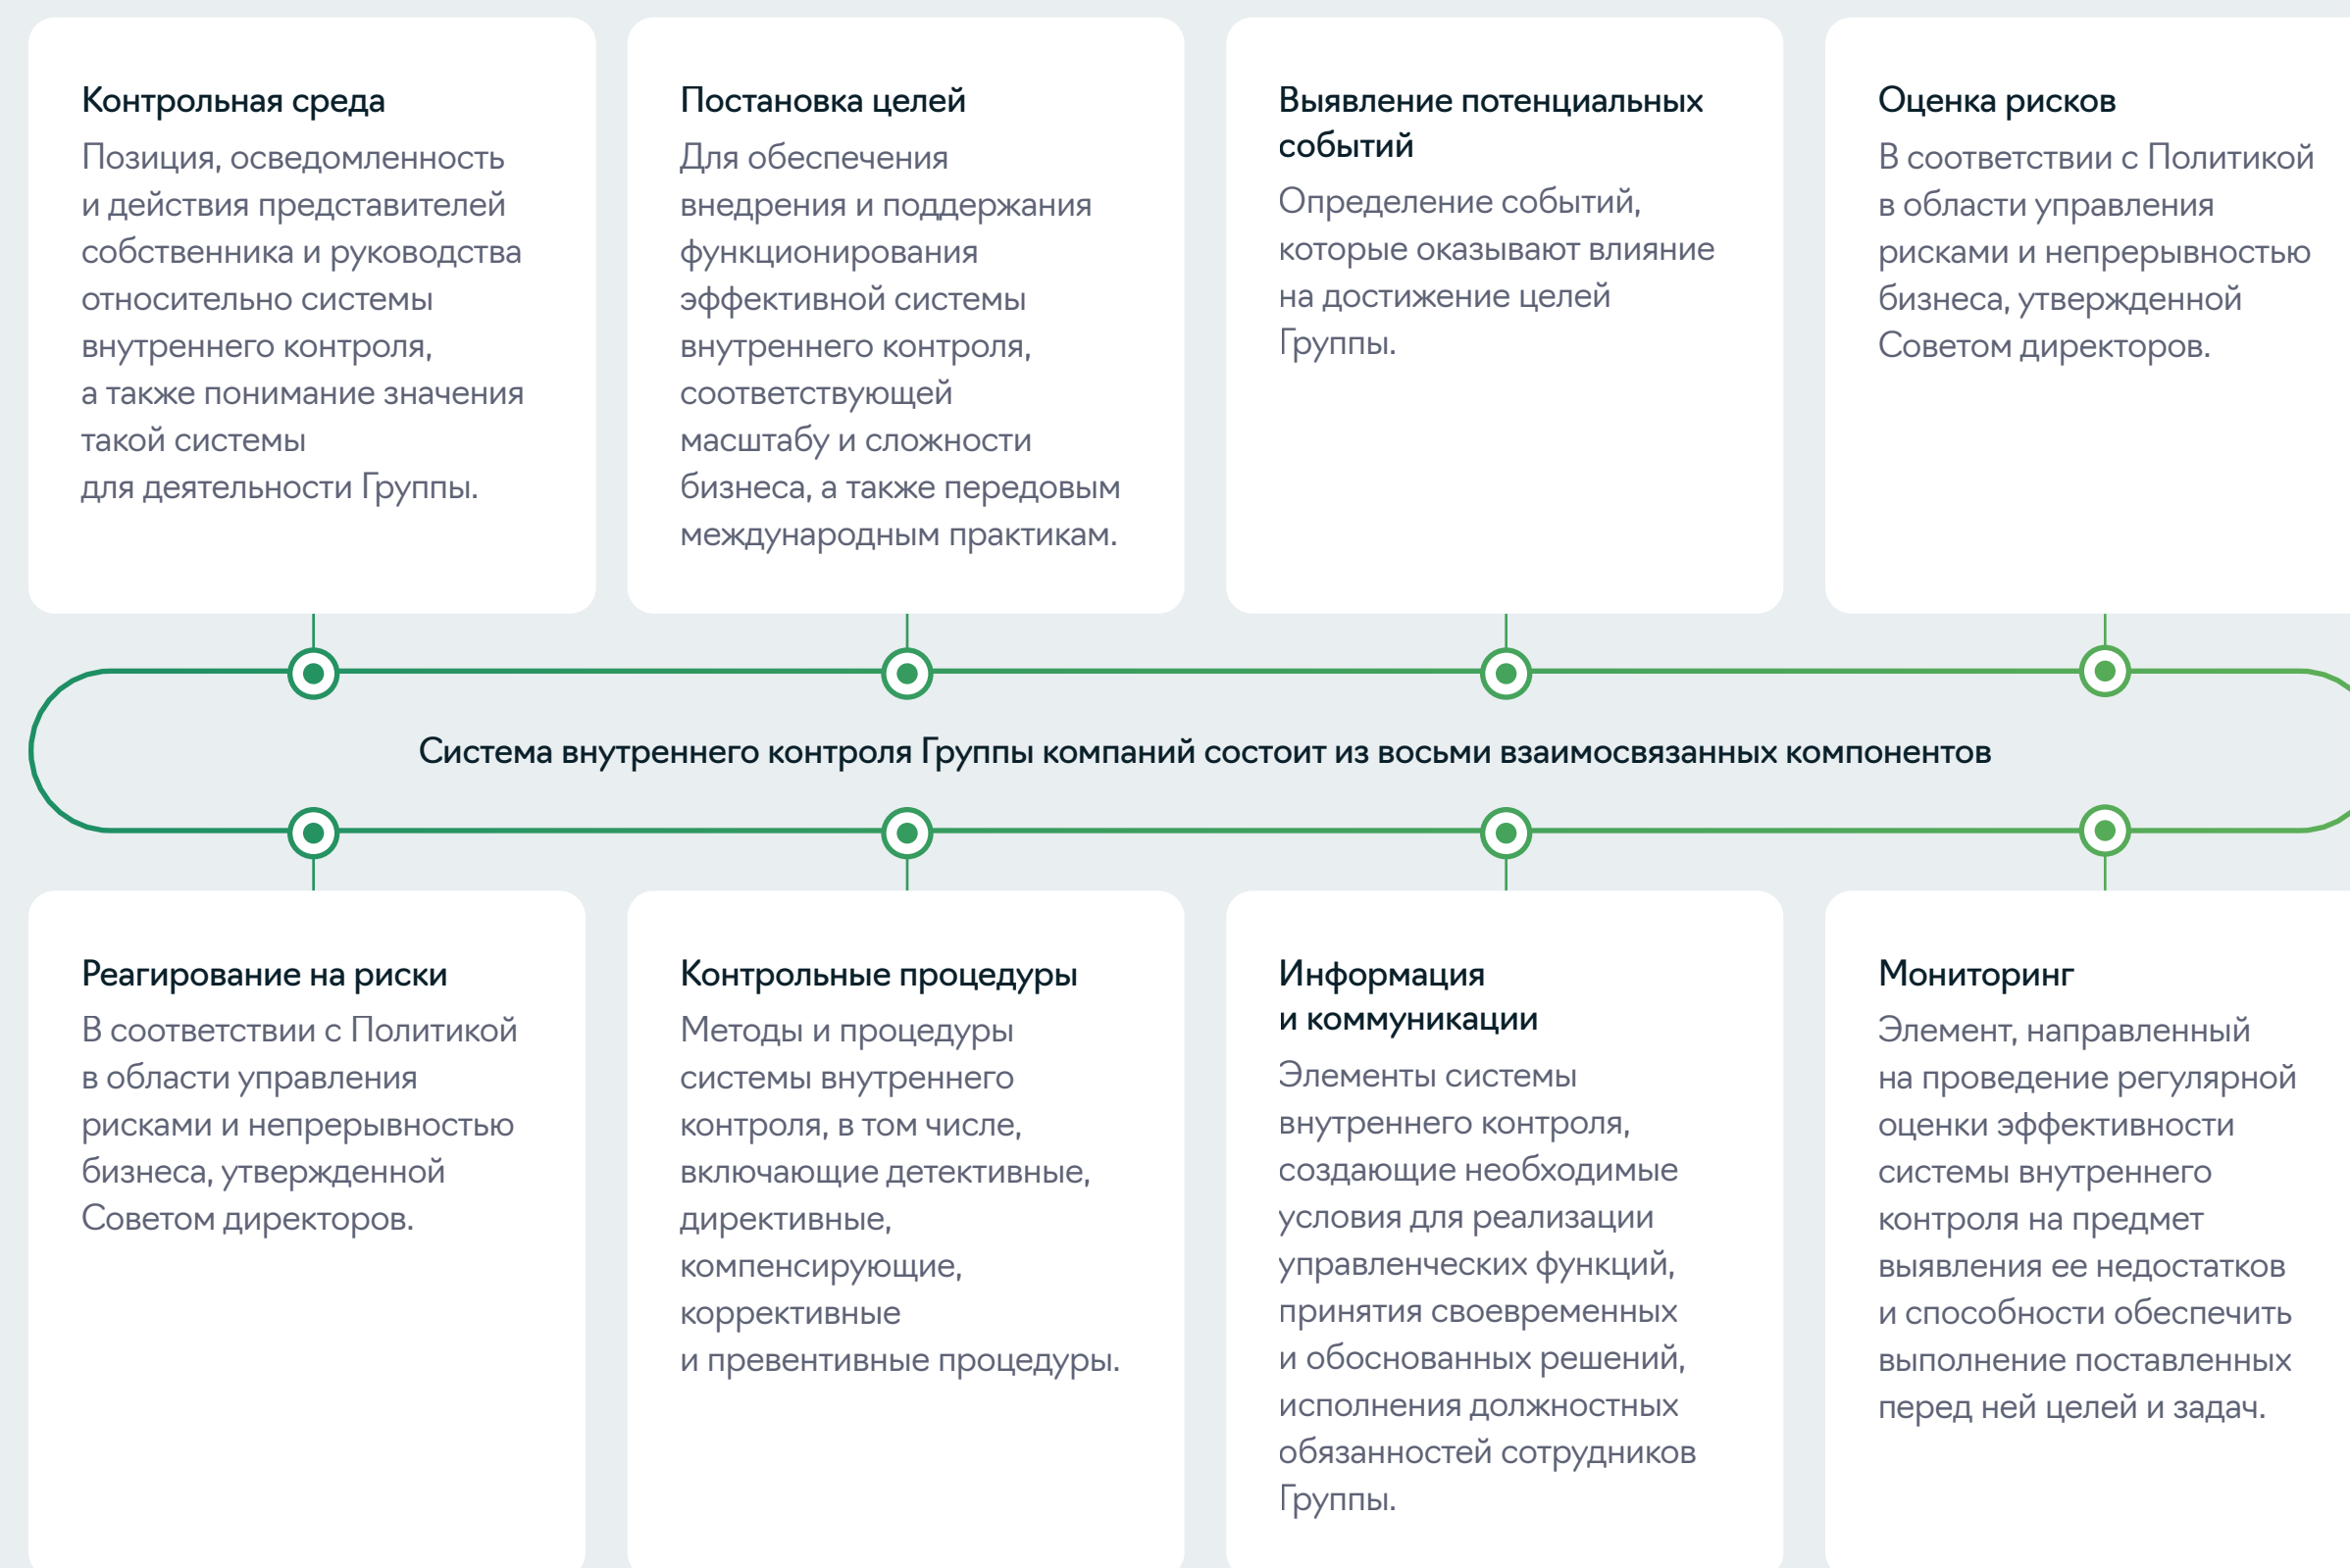 Контрольная среда
Позиция, осведомленность
и действия представителей
собственника и руководства
относительно системы
внутреннего контроля,
а также понимание значения
такой системы
для деятельности Группы.
Постановка целей
Для обеспечения
внедрения и поддержания
функционирования
эффективной системы
внутреннего контроля,
соответствующей
масштабу и сложности
бизнеса, а также передовым
международным практикам.
Выявление потенциальных
событий
Определение событий,
которые оказывают влияние
на достижение целей
Группы.
Оценка рисков
В соответствии с Политикой
в области управления
рисками и непрерывностью
бизнеса, утвержденной
Советом директоров.
Система внутреннего контроля Группы компаний состоит из восьми взаимосвязанных компонентов
Реагирование на риски
В соответствии с Политикой
в области управления
рисками и непрерывностью
бизнеса, утвержденной
Советом директоров.
Контрольные процедуры
Методы и процедуры
системы внутреннего
контроля, в том числе,
включающие детективные,
директивные,
компенсирующие,
коррективные
и превентивные процедуры.
Информация
и коммуникации
Элементы системы
внутреннего контроля,
создающие необходимые
условия для реализации
управленческих функций,
принятия своевременных
и обоснованных решений,
исполнения должностных
обязанностей сотрудников
Группы.
Мониторинг
Элемент, направленный
на проведение регулярной
оценки эффективности
системы внутреннего
контроля на предмет
выявления ее недостатков
и способности обеспечить
выполнение поставленных
перед ней целей и задач.